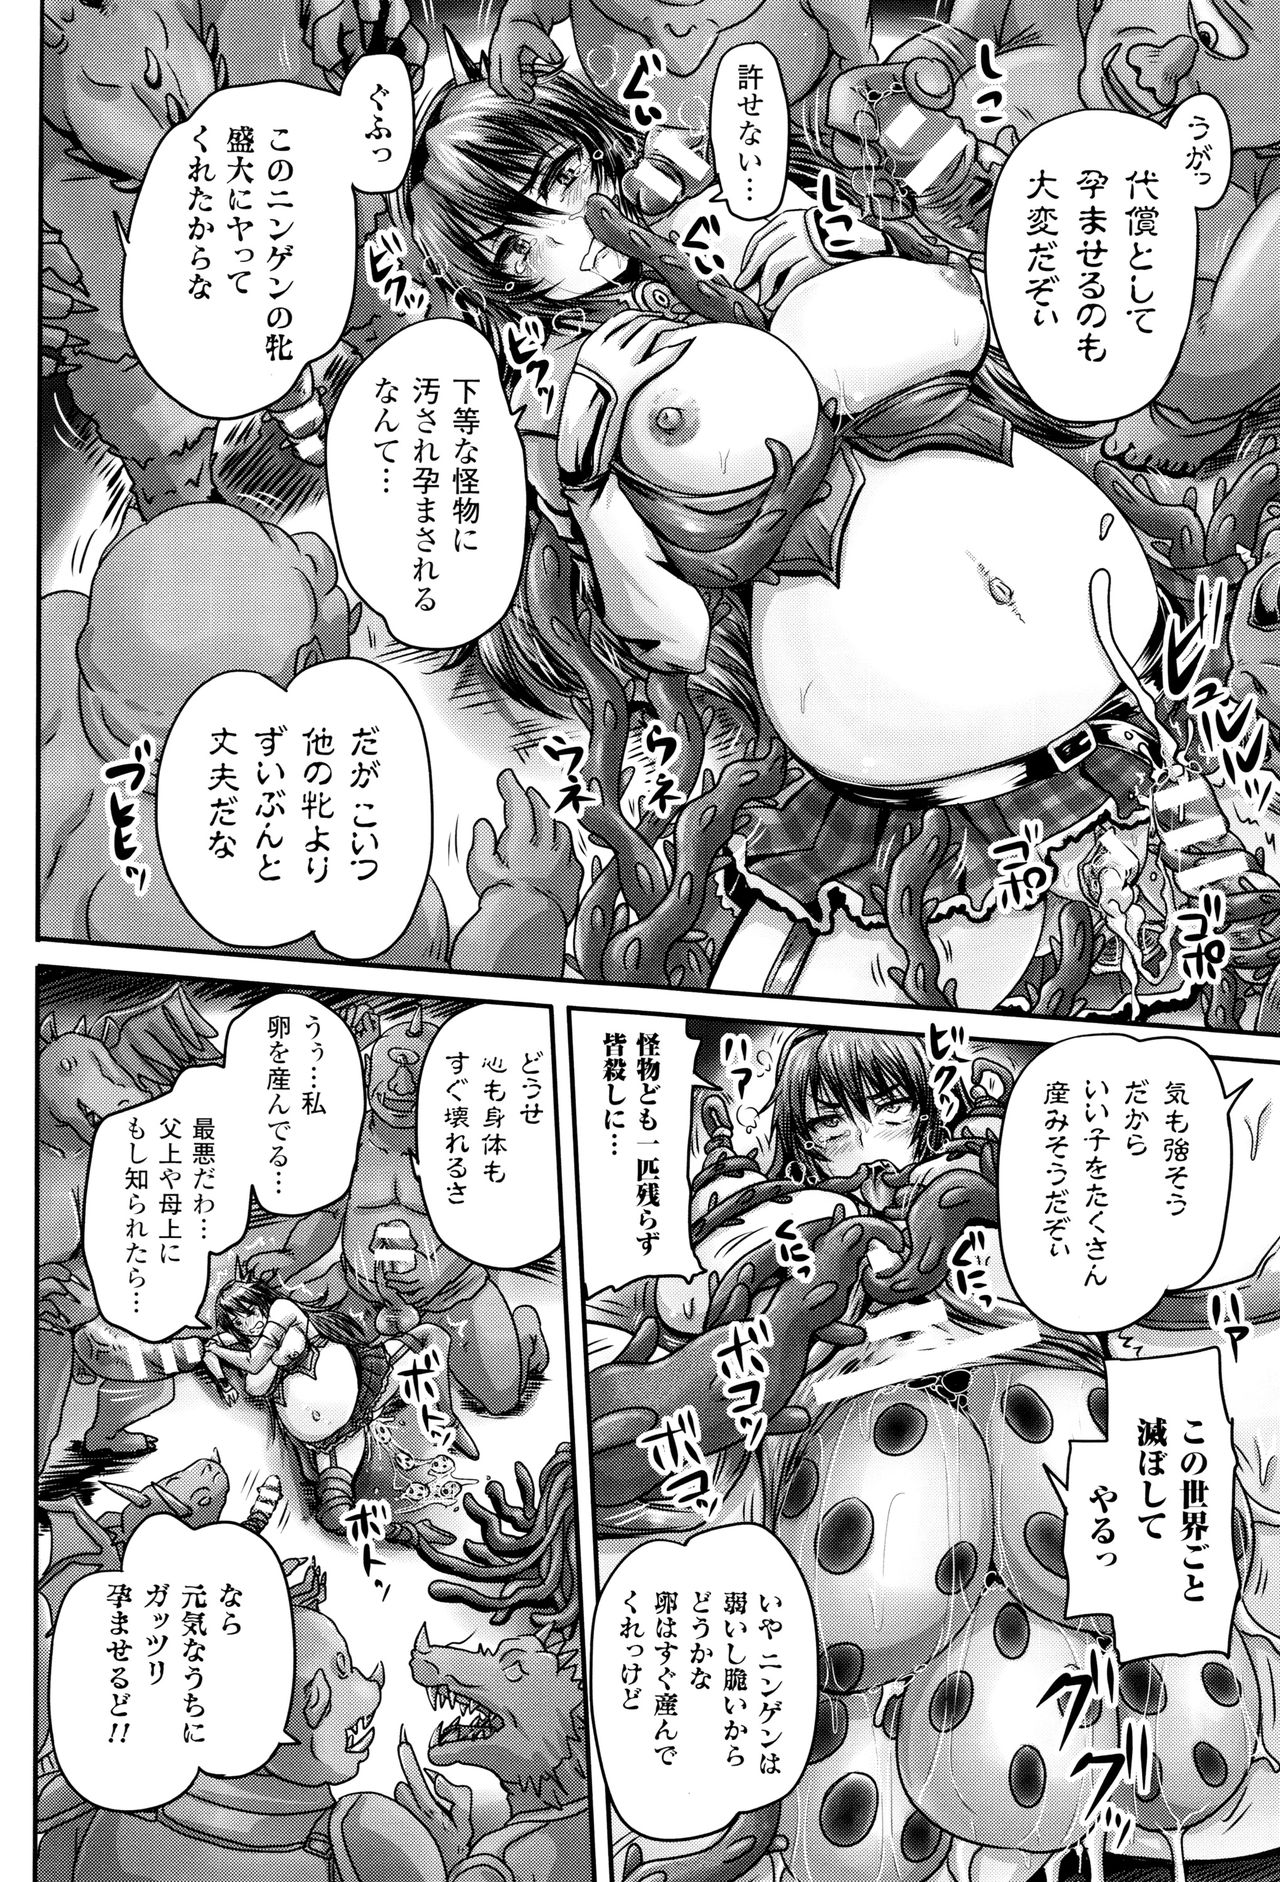 うがっ
代償として
孕ませるのも
大変だぞぃ
しこ
しこ
許せない…
ぐい
ぐい
ぐふっ
このニンゲンの牝
盛大にヤって
くれたからな
ビクッ
ビクッ
下等な怪物に
汚され孕まされる
なんて…
ビュルルッ
ビュルルッ
ウネ
ウネ
ゴポ
ゴポ
だがこいつ
他の牝より
ずいぶんと
丈夫だな
ブヒッ
気も強そう
だから
いい子をたくさん
産みそうだぞぃ
ハァ
怪物ども一匹残らず
皆殺しに…
ぐにっ
くにっ
ハァ
この世界ごと
滅ぼして
やるっ
ボコッ
ボコッ
ズグッ
いや ニンゲンは
弱いし脆いから
どうかな
卵はすぐ産んで
くれっけど
どうせ
心も身体も
すぐ壊れるさ
うぅ…私
卵を産んでる…
最悪だわ…
父上や母上に
もし知られたら…
ボトッ
ボトッ
なら
元気なうちに
ガッツリ
孕ませるど!!